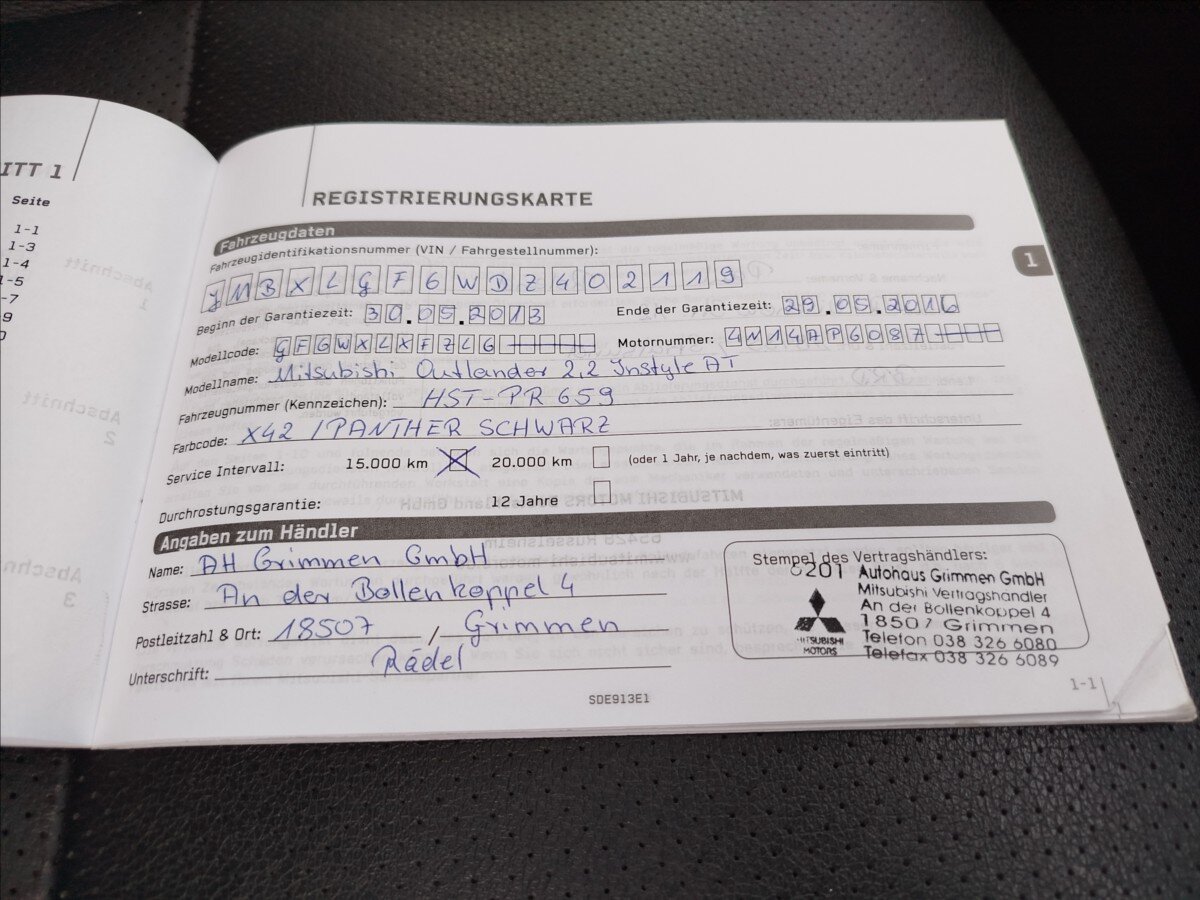 ITT 1
Seite
1-1
1-3
1-4
-5
-7
9
0
REGISTRIERUNGSKARTE
Fahrzeugdaten
Fahrzeugidentifikationsnummer (VIN / Fahrgestellnummer):
JMBXLGF6WDZ402119
Beginn der Garantiezeit: 30.05.2013 Ende der Garantiezeit: 29.05.2016
Modellcode: GF6WXLXFZL6 Motornummer: 4N14AP6087
Modellname: Mitsubishi Outlander 2,2 Instyle AT
Fahrzeugnummer (Kennzeichen): HST-PR 659
Farbcode: X42 / PANTHER SCHWARZ
Service Intervall: 15.000 km 20.000 km (oder 1 Jahr, je nachdem, was zuerst eintritt)
Durchrostungsgarantie: 12 Jahre
1
Angaben zum Händler
Name: AH Grimmen GmbH
Strasse: An der Bollenkoppel 4
Postleitzahl & Ort: 18507 / Grimmen
Unterschrift: Rädel
Stempel des Vertragshändlers:
6201 Autohaus Grimmen GmbH
Mitsubishi Vertragshändler
An der Bollenkoppel 4
18507 Grimmen
Telefon 038 326 6080
Telefax 038 326 6089
MITSUBISHI
MOTORS
SDE913E1
1-1